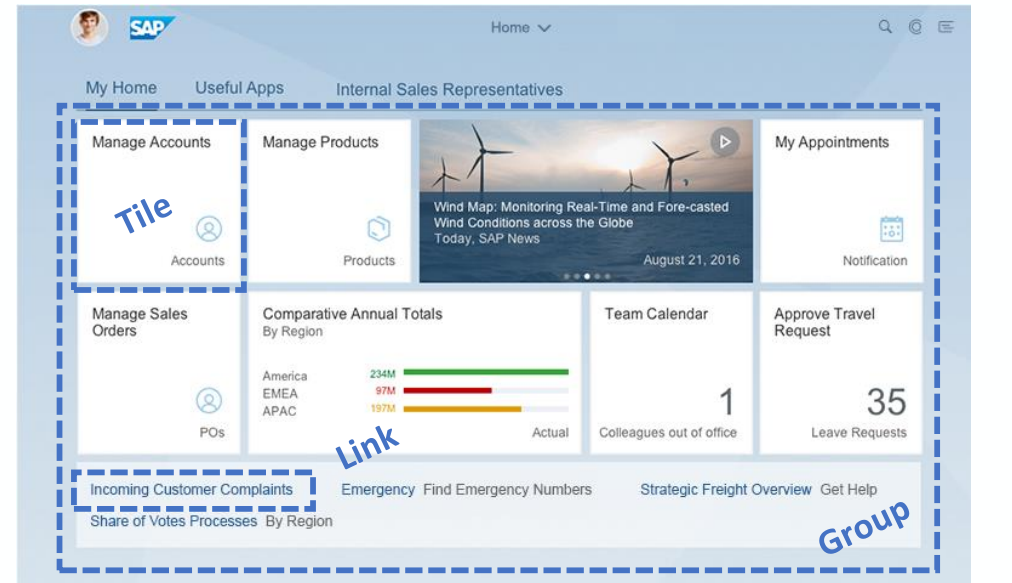 SAP
Home
My Home
Useful Apps
Internal Sales Representatives
Manage Accounts
Tile
Accounts
Manage Products
Products
Wind Map: Monitoring Real-Time and Fore-casted
Wind Conditions across the Globe
Today, SAP News
August 21, 2016
My Appointments
Notification
Manage Sales
Orders
POs
Comparative Annual Totals
By Region
America 234M
EMEA 97M
APAC 197M
Actual
Team Calendar
1
Colleagues out of office
Approve Travel
Request
35
Leave Requests
Link
Incoming Customer Complaints
Emergency Find Emergency Numbers
Strategic Freight Overview Get Help
Share of Votes Processes By Region
Group